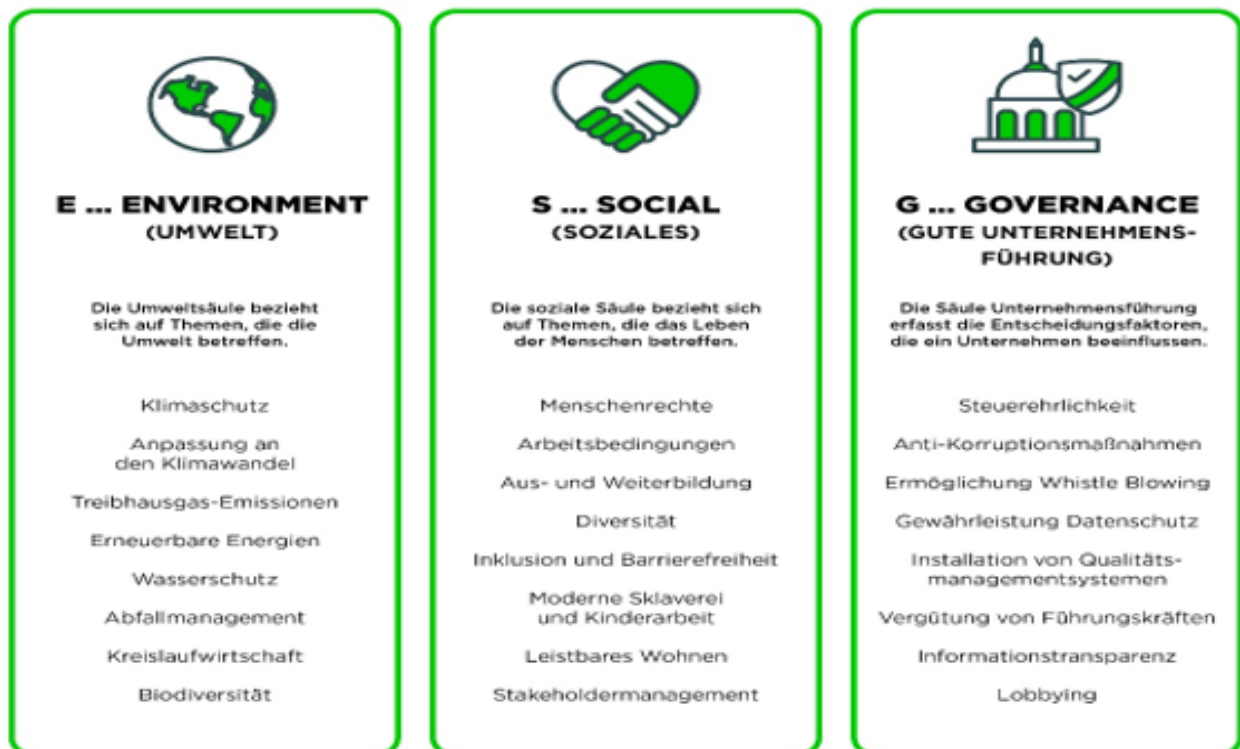 E ... ENVIRONMENT
(UMWELT)
Die Umweltsäule bezieht
sich auf Themen, die die
Umwelt betreffen.
Klimaschutz
Anpassung an
den Klimawandel
Treibhausgas-Emissionen
Erneuerbare Energien
Wasserschutz
Abfallmanagement
Kreislaufwirtschaft
Biodiversität
S ... SOCIAL
(SOZIALES)
Die soziale Säule bezieht sich
auf Themen, die das Leben
der Menschen betreffen.
Menschenrechte
Arbeitsbedingungen
Aus- und Weiterbildung
Diversität
Inklusion und Barrierefreiheit
Moderne Sklaverei
und Kinderarbeit
Leistbares Wohnen
Stakeholdermanagement
G ... GOVERNANCE
(GUTE UNTERNEHMENS-
FÜHRUNG)
Die Säule Unternehmensführung
erfasst die Entscheidungsfaktoren,
die ein Unternehmen beeinflussen.
Steuerehrlichkeit
Anti-Korruptionsmaßnahmen
Ermöglichung Whistle Blowing
Gewährleistung Datenschutz
Installation von Qualitäts-
managementsystemen
Vergütung von Führungskräften
Informationstransparenz
Lobbying